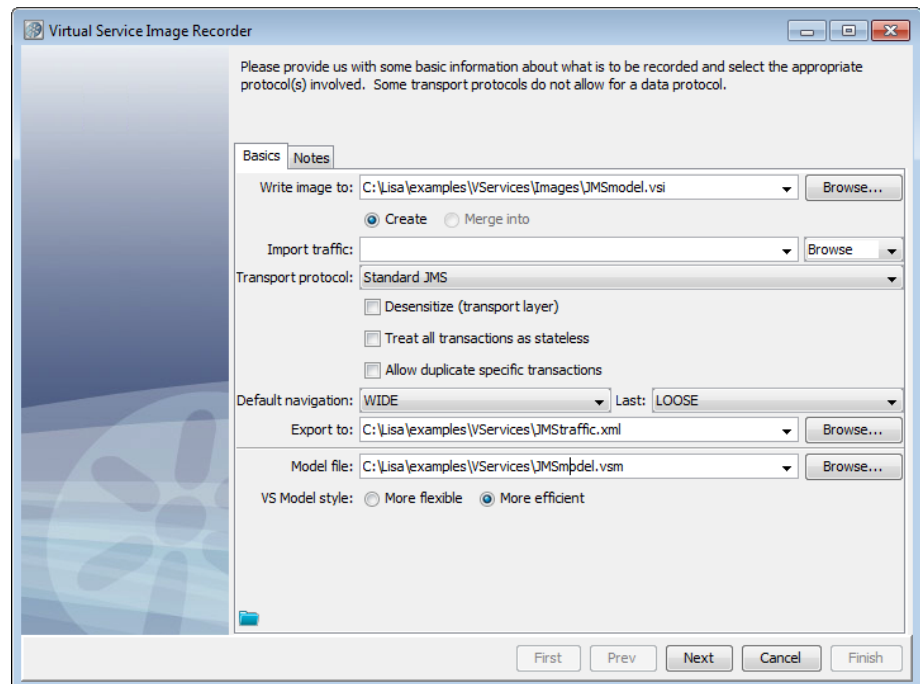 Virtual Service Image Recorder
Please provide us with some basic information about what is to be recorded and select the appropriate
protocol(s) involved. Some transport protocols do not allow for a data protocol.
Basics Notes
Write image to: C:\Lisa\examples\VServices\Images\JMSmodel.vsi Browse...
Create Merge into
Import traffic: Browse
Transport protocol: Standard JMS
Desensitize (transport layer)
Treat all transactions as stateless
Allow duplicate specific transactions
Default navigation: WIDE Last: LOOSE
Export to: C:\Lisa\examples\VServices\JMStraffic.xml Browse...
Model file: C:\Lisa\examples\VServices\JMSmodel.vsm Browse...
VS Model style: More flexible More efficient
First Prev Next Cancel Finish